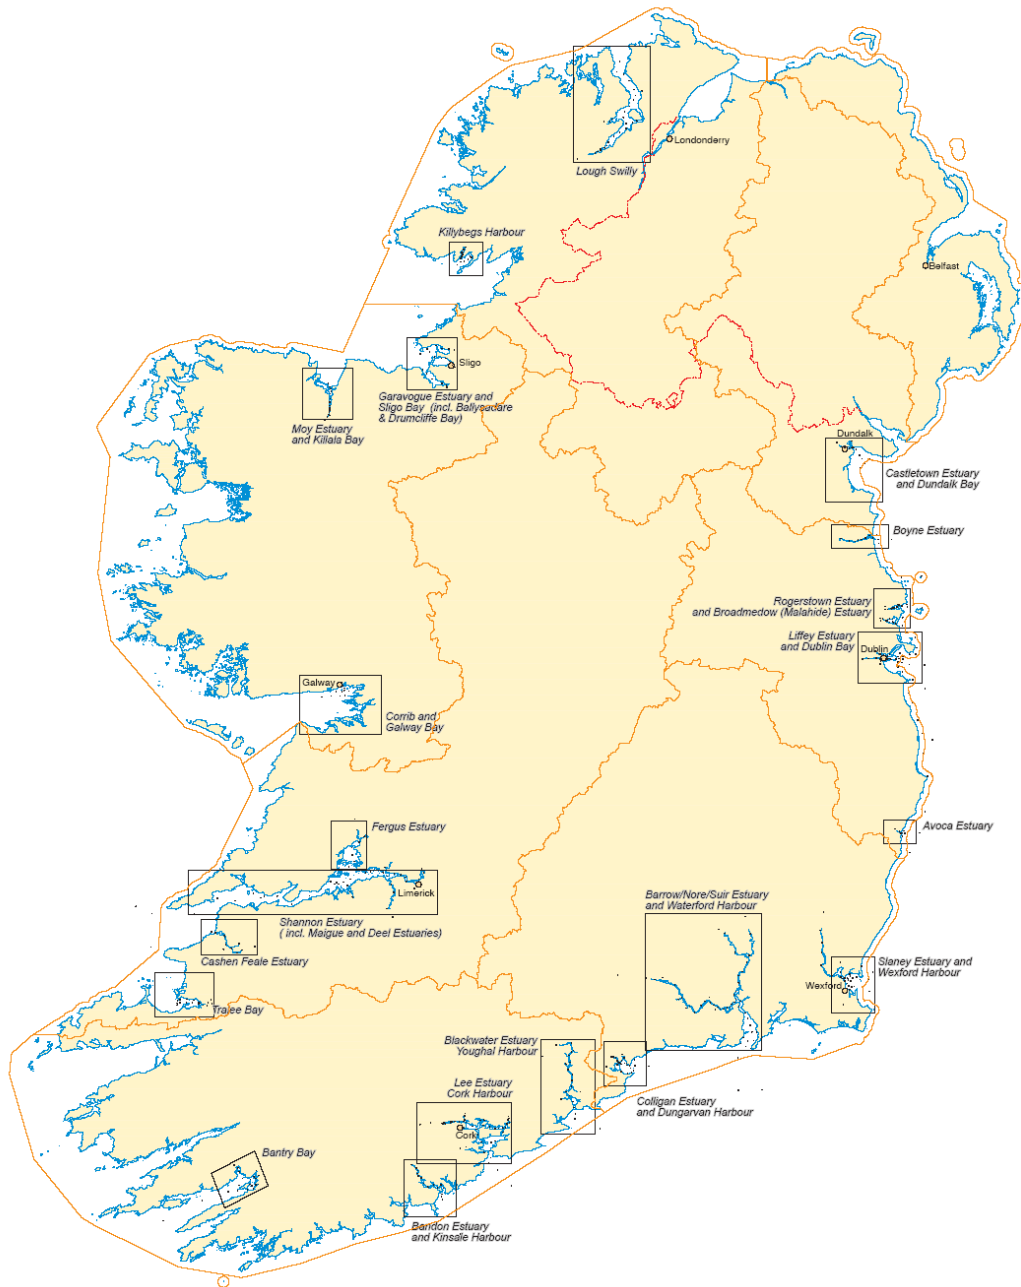 Londonderry
Lough Swilly
Killybegs Harbour
Belfast
Sligo
Garavogue Estuary and
Sligo Bay (incl. Ballysudare
& Drumcliffe Bay)
Moy Estuary
and Killala Bay
Dundalk
Castletown Estuary
and Dundalk Bay
Boyne Estuary
Rogerstown Estuary
and Broadmedow (Malahide) Estuary
Liffey Estuary
and Dublin Bay
Dublin
Galway
Corrib and
Galway Bay
Fergus Estuary
Avoca Estuary
Limerick
Shannon Estuary
( incl. Maigue and Deel Estuaries)
Barrow/Nore/Suir Estuary
and Waterford Harbour
Cashen Feale Estuary
Slaney Estuary and
Wexford Harbour
Wexford
Tralee Bay
Blackwater Estuary
Youghal Harbour
Lee Estuary
Cork Harbour
Colligan Estuary
and Dungarvan Harbour
Cork
Bantry Bay
Bandon Estuary
and Kinsale Harbour